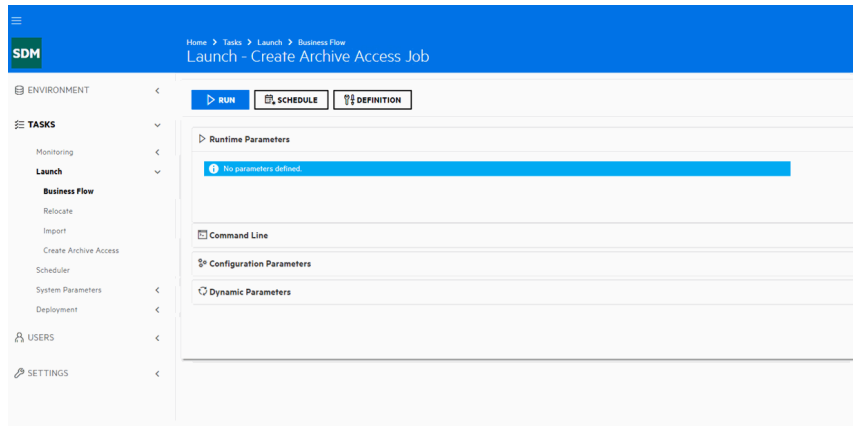 SDM
Home > Tasks > Launch > Business Flow
Launch - Create Archive Access Job
ENVIRONMENT
TASKS
Monitoring
Launch
Business Flow
Relocate
Import
Create Archive Access
Scheduler
System Parameters
Deployment
USERS
SETTINGS
RUN
SCHEDULE
DEFINITION
Runtime Parameters
No parameters defined.
Command Line
Configuration Parameters
Dynamic Parameters